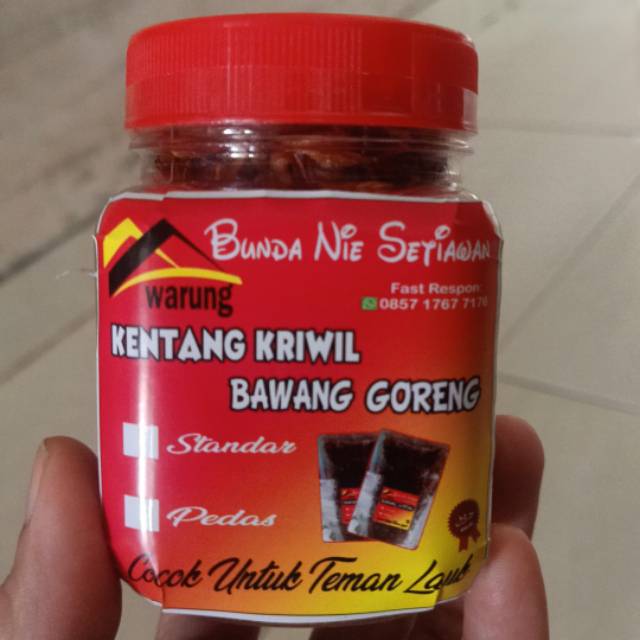 Bunda Nie Setiawan
warung
Fast Respon:
0857 1767 7176
KENTANG KRIWIL
BAWANG GORENG
Standar
Pedas
Cocok Untuk Teman Lauk